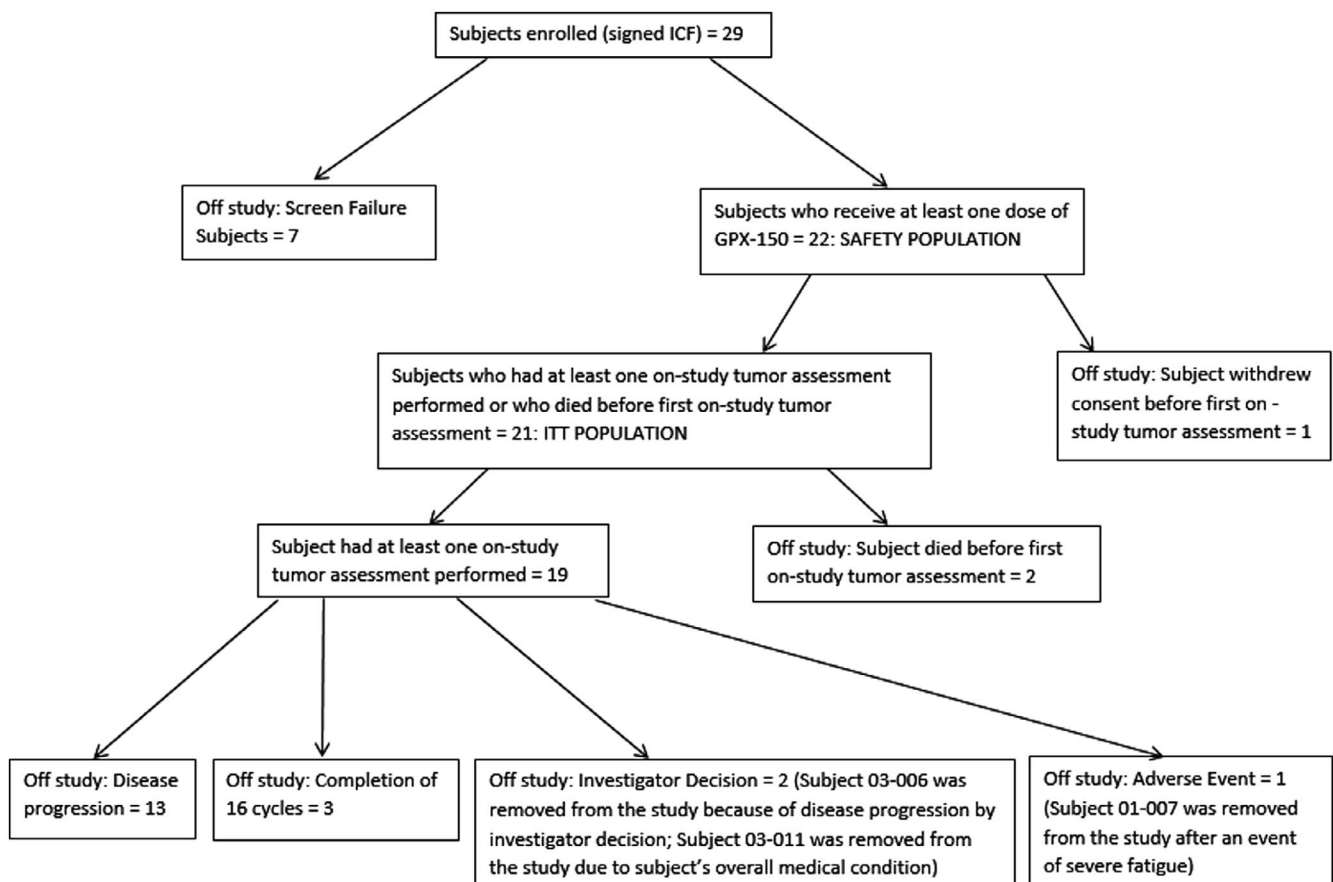 Subjects enrolled (signed ICF) = 29
Off study: Screen Failure
Subjects = 7
Subjects who receive at least one dose of
GPX-150 = 22: SAFETY POPULATION
Subjects who had at least one on-study tumor assessment
performed or who died before first on-study tumor
assessment = 21: ITT POPULATION
Off study: Subject withdrew
consent before first on -
study tumor assessment = 1
Subject had at least one on-study
tumor assessment performed = 19
Off study: Subject died before first
on-study tumor assessment = 2
Off study: Disease
progression = 13
Off study: Completion of
16 cycles = 3
Off study: Investigator Decision = 2 (Subject 03-006 was
removed from the study because of disease progression by
investigator decision; Subject 03-011 was removed from
the study due to subject's overall medical condition)
Off study: Adverse Event = 1
(Subject 01-007 was removed
from the study after an event
of severe fatigue)